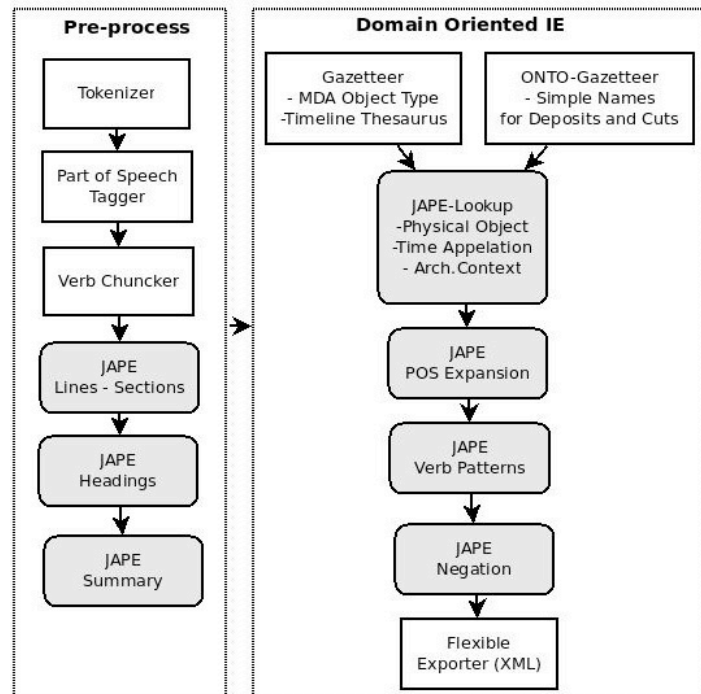 Pre-process
Tokenizer
Part of Speech
Tagger
Verb Chuncker
JAPE
Lines - Sections
JAPE
Headings
JAPE
Summary
Domain Oriented IE
Gazetteer
- MDA Object Type
-Timeline Thesaurus
ONTO-Gazetteer
- Simple Names
for Deposits and Cuts
JAPE-Lookup
-Physical Object
-Time Appelation
- Arch.Context
JAPE
POS Expansion
JAPE
Verb Patterns
JAPE
Negation
Flexible
Exporter (XML)